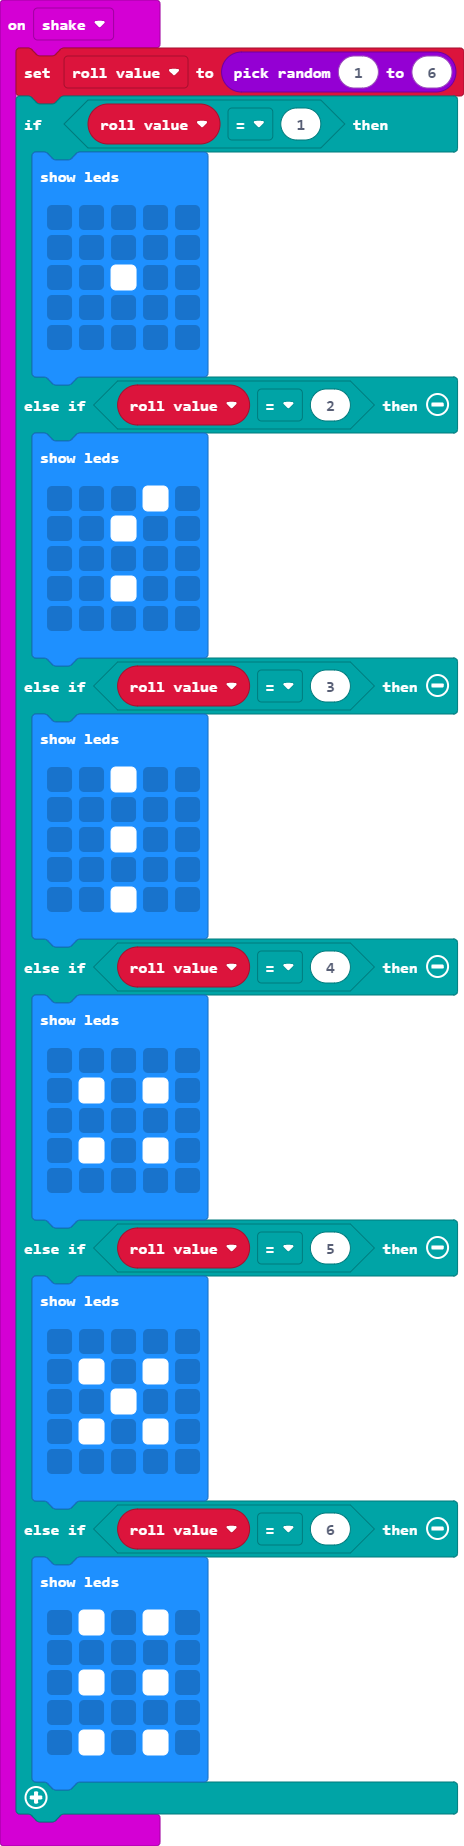 on shake
set roll value to pick random 1 to 6
if roll value = 1 then
show leds
else if roll value = 2 then
show leds
else if roll value = 3 then
show leds
else if roll value = 4 then
show leds
else if roll value = 5 then
show leds
else if roll value = 6 then
show leds